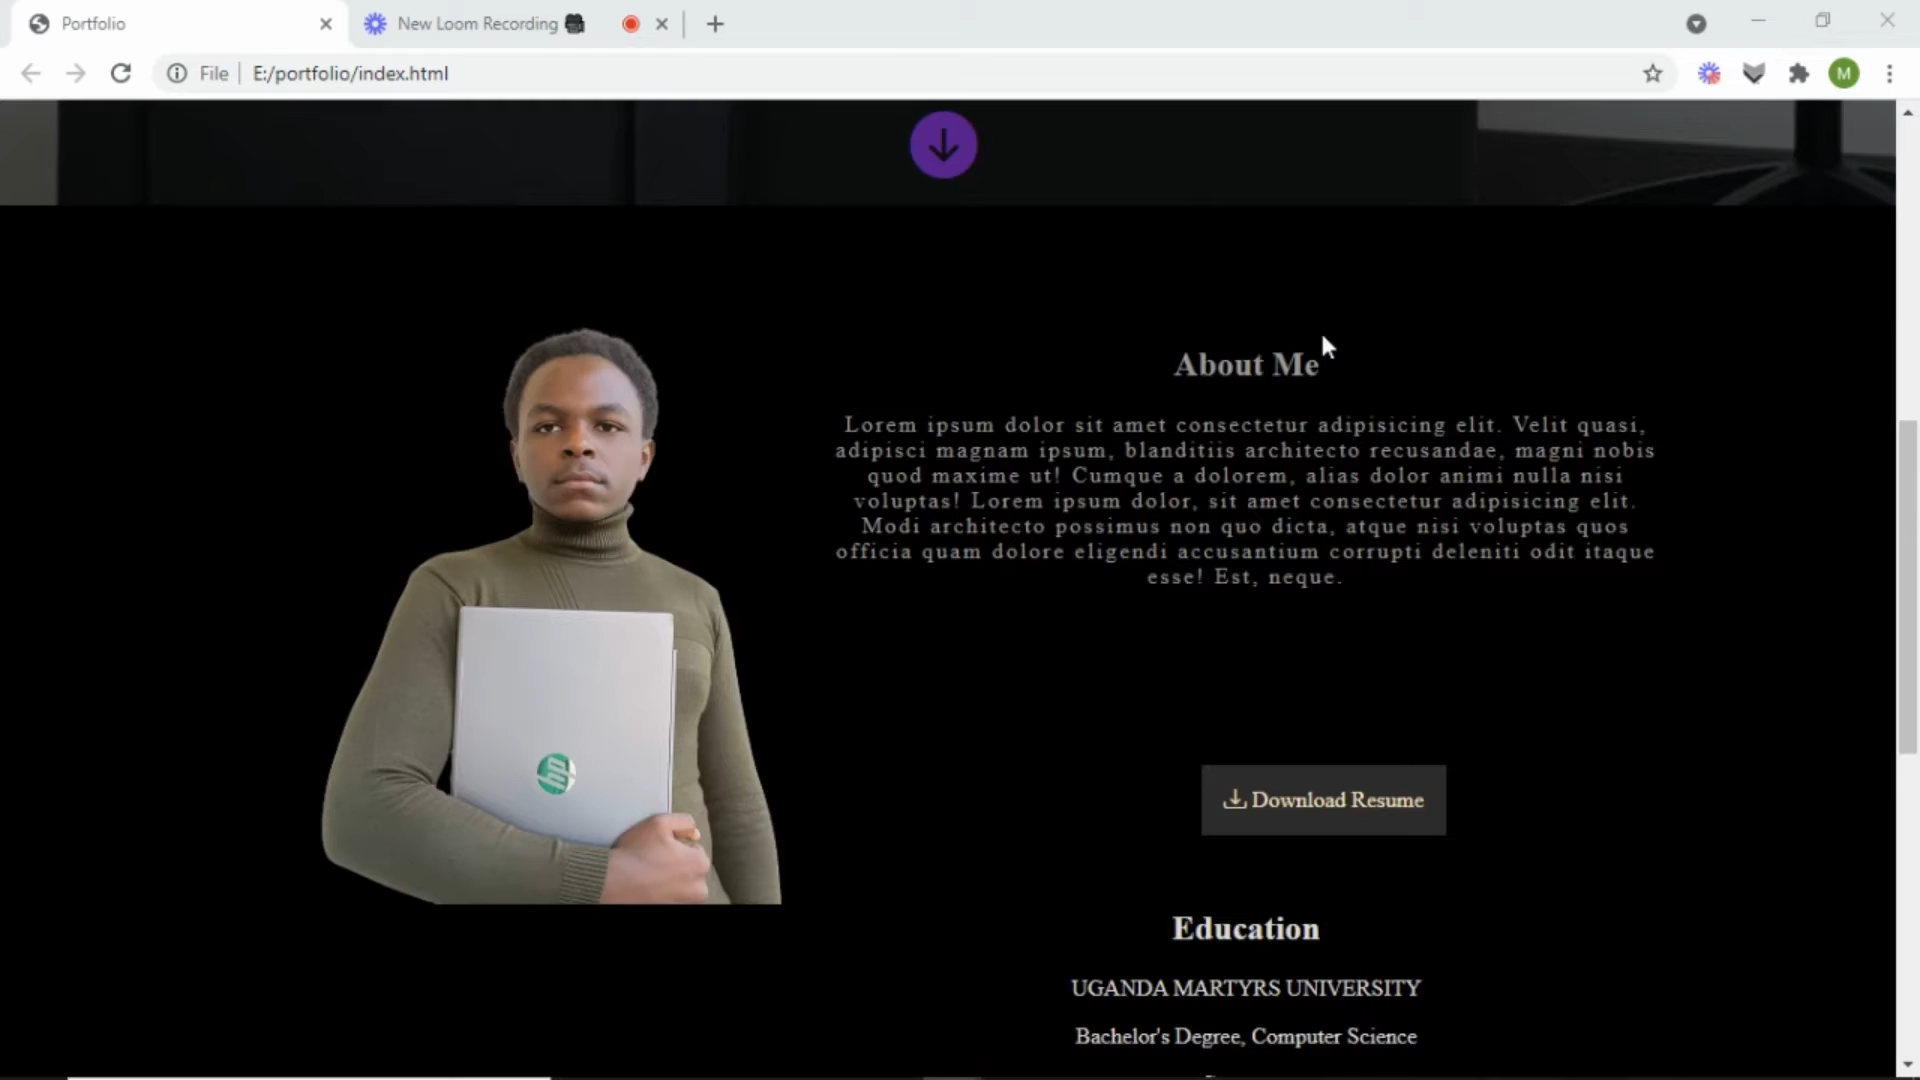 Portfolio
New Loom Recording
File
E:/portfolio/index.html
M
About Me
Lorem ipsum dolor sit amet consectetur adipisicing elit. Velit quasi,
adipisci magnam ipsum, blanditiis architecto recusandae, magni nobis
quod maxime ut! Cumque a dolorem, alias dolor animi nulla nisi
voluptas! Lorem ipsum dolor, sit amet consectetur adipisicing elit.
Modi architecto possimus non quo dicta, atque nisi voluptas quos
officia quam dolore eligendi accusantium corrupti deleniti odit itaque
esse! Est, neque.
hp
Download Resume
Education
UGANDA MARTYRS UNIVERSITY
Bachelor's Degree, Computer Science